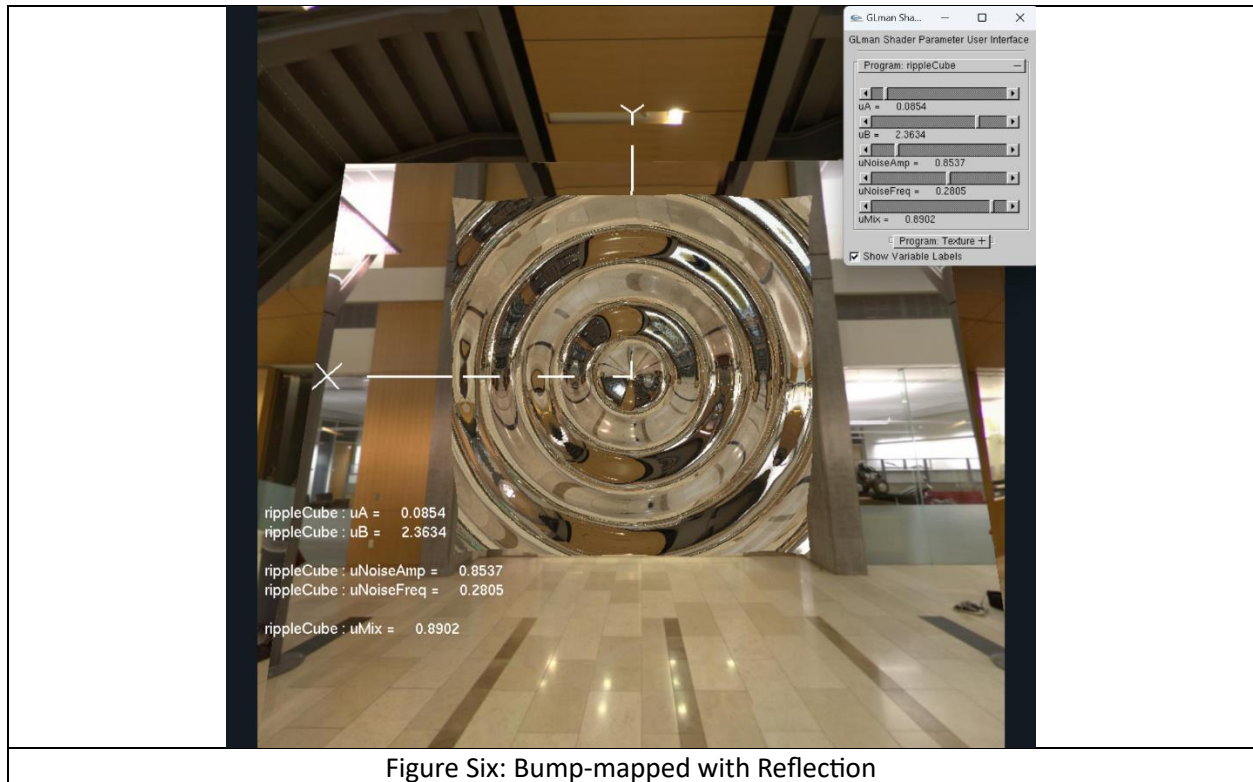 GLman Sha...
GLman Shader Parameter User Interface
Program: rippleCube
uA = 0.0854
uB = 2.3634
uNoiseAmp = 0.8537
uNoiseFreq = 0.2805
uMix = 0.8902
Program: Texture +
Show Variable Labels
Y
X
rippleCube : uA = 0.0854
rippleCube : uB = 2.3634
rippleCube : uNoiseAmp = 0.8537
rippleCube : uNoiseFreq = 0.2805
rippleCube : uMix = 0.8902
Figure Six: Bump-mapped with Reflection